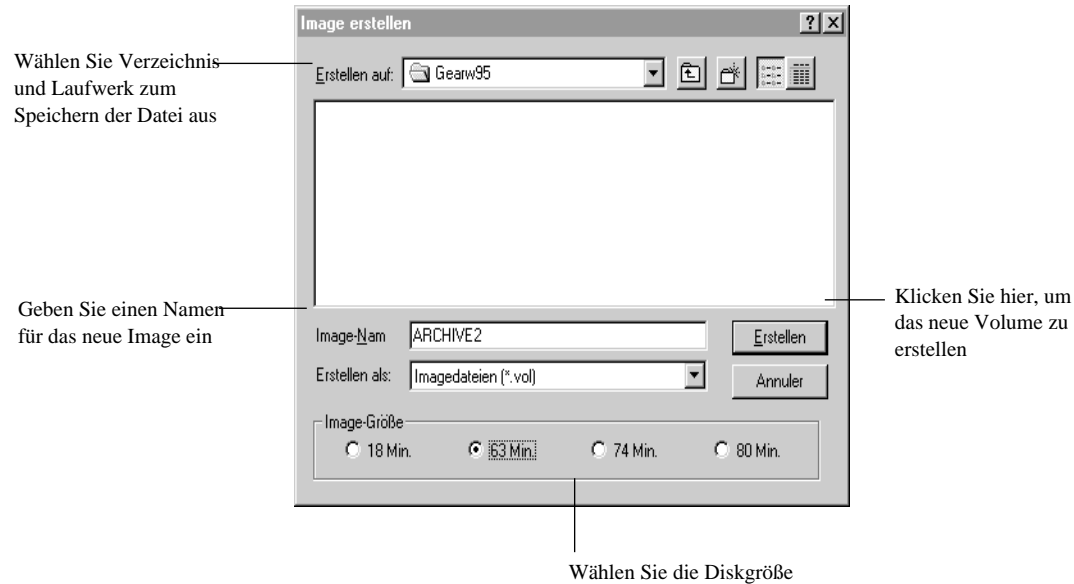 Image erstellen
Wählen Sie Verzeichnis
und Laufwerk zum
Speichern der Datei aus
Erstellen auf:
Gearw95
Geben Sie einen Namen
für das neue Image ein
Klicken Sie hier, um
das neue Volume zu
erstellen
Image-Nam
ARCHIVE2
Erstellen
Erstellen als:
Imagedateien (*.vol)
Annuler
Image-Größe
18 Min.
63 Min.
74 Min.
80 Min.
Wählen Sie die Diskgröße